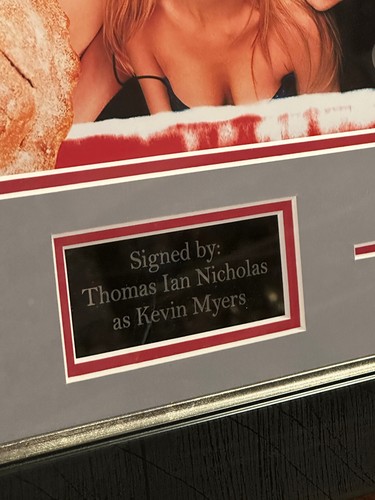 Signed by:
Thomas Ian Nicholas
as Kevin Myers